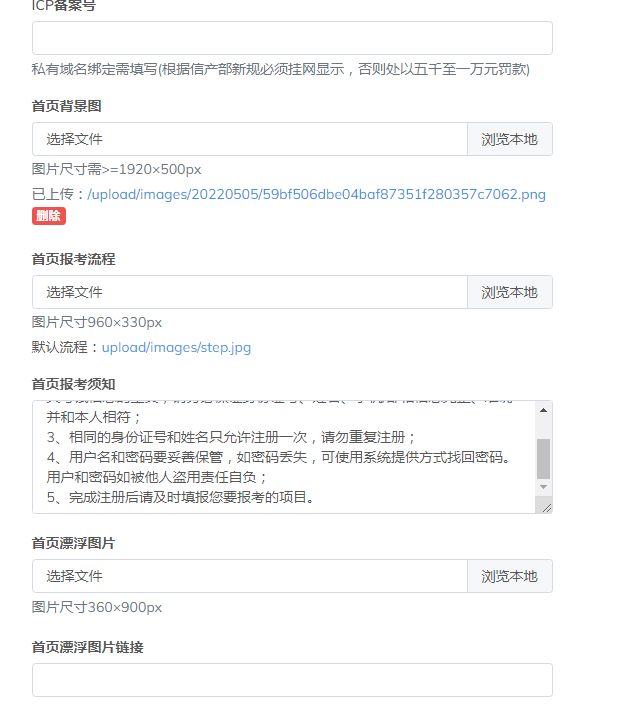 ICP备案号
私有域名绑定需填写(根据信产部新规必须挂网显示，否则处以五千至一万元罚款)
首页背景图
选择文件 浏览本地
图片尺寸需>=1920×500px
已上传：/upload/images/20220505/59bf506dbe04baf87351f280357c7062.png
删除
首页报考流程
选择文件 浏览本地
图片尺寸960×330px
默认流程：upload/images/step.jpg
首页报考须知
并和本人相符；
3、相同的身份证号和姓名只允许注册一次，请勿重复注册；
4、用户名和密码要妥善保管，如密码丢失，可使用系统提供方式找回密码。
用户和密码如被他人盗用责任自负；
5、完成注册后请及时填报您要报考的项目。
首页漂浮图片
选择文件 浏览本地
图片尺寸360×900px
首页漂浮图片链接